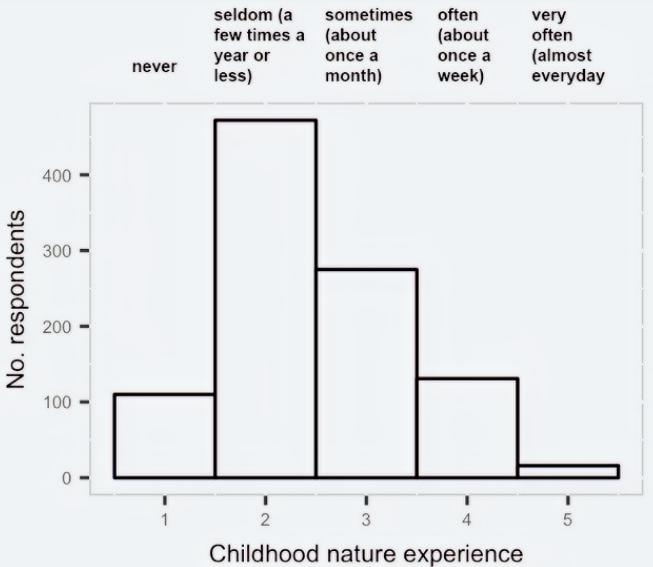 never
seldom (a
few times a
year or
less)
sometimes
(about
once a
month)
often
(about
once a
week)
very
often
(almost
everyday
No. respondents
400
300
200
100
0
1 2 3 4 5
Childhood nature experience